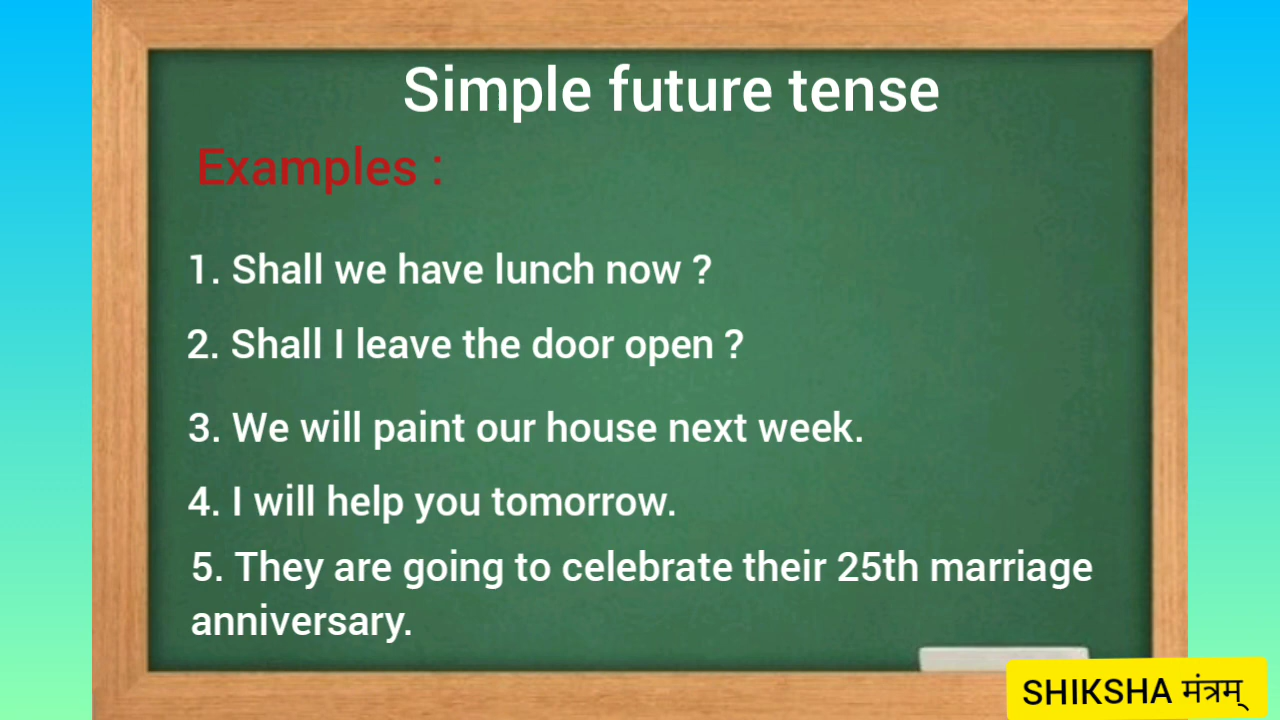 Simple future tense
Examples :
1. Shall we have lunch now ?
2. Shall I leave the door open ?
3. We will paint our house next week.
4. I will help you tomorrow.
5. They are going to celebrate their 25th marriage
anniversary.
SHIKSHA मंत्रम्